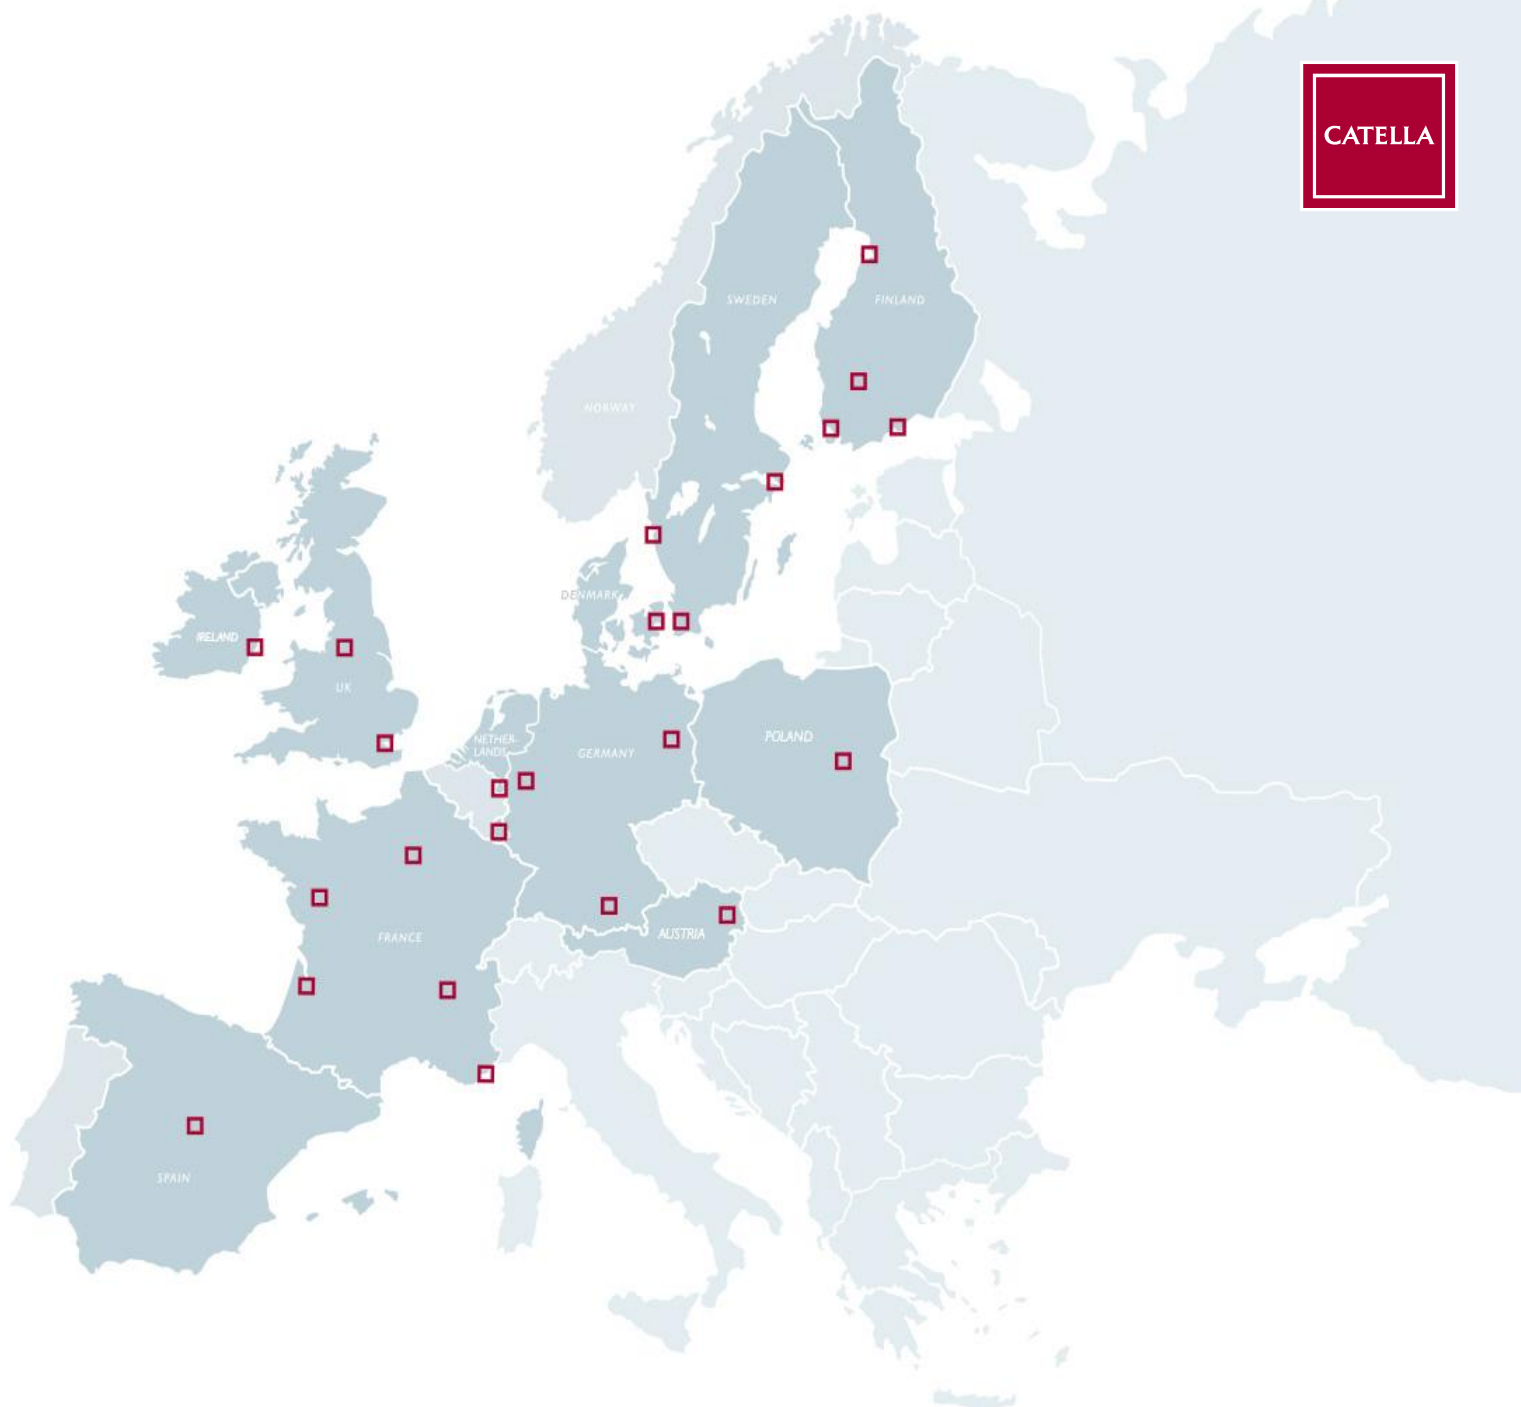 CATELLA
SWEDEN
FINLAND
NORWAY
DENMARK
IRELAND
UK
NETHER-
LANDS
GERMANY
POLAND
FRANCE
AUSTRIA
SPAIN